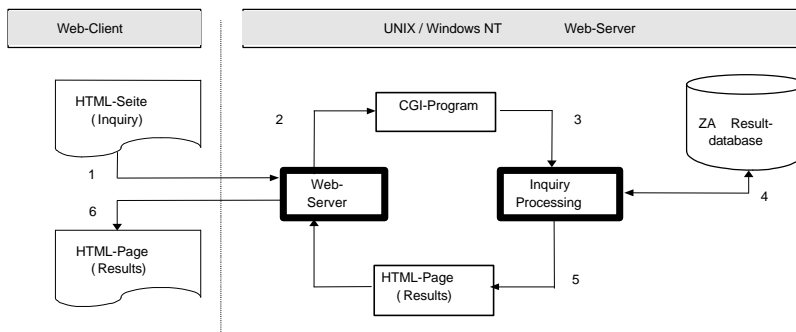 Web-Client
UNIX / Windows NT Web-Server
HTML-Seite
( Inquiry)
1
6
HTML-Page
( Results)
2
CGI-Program
3
Web-
Server
Inquiry
Processing
ZA Result-
database
4
HTML-Page
( Results)
5